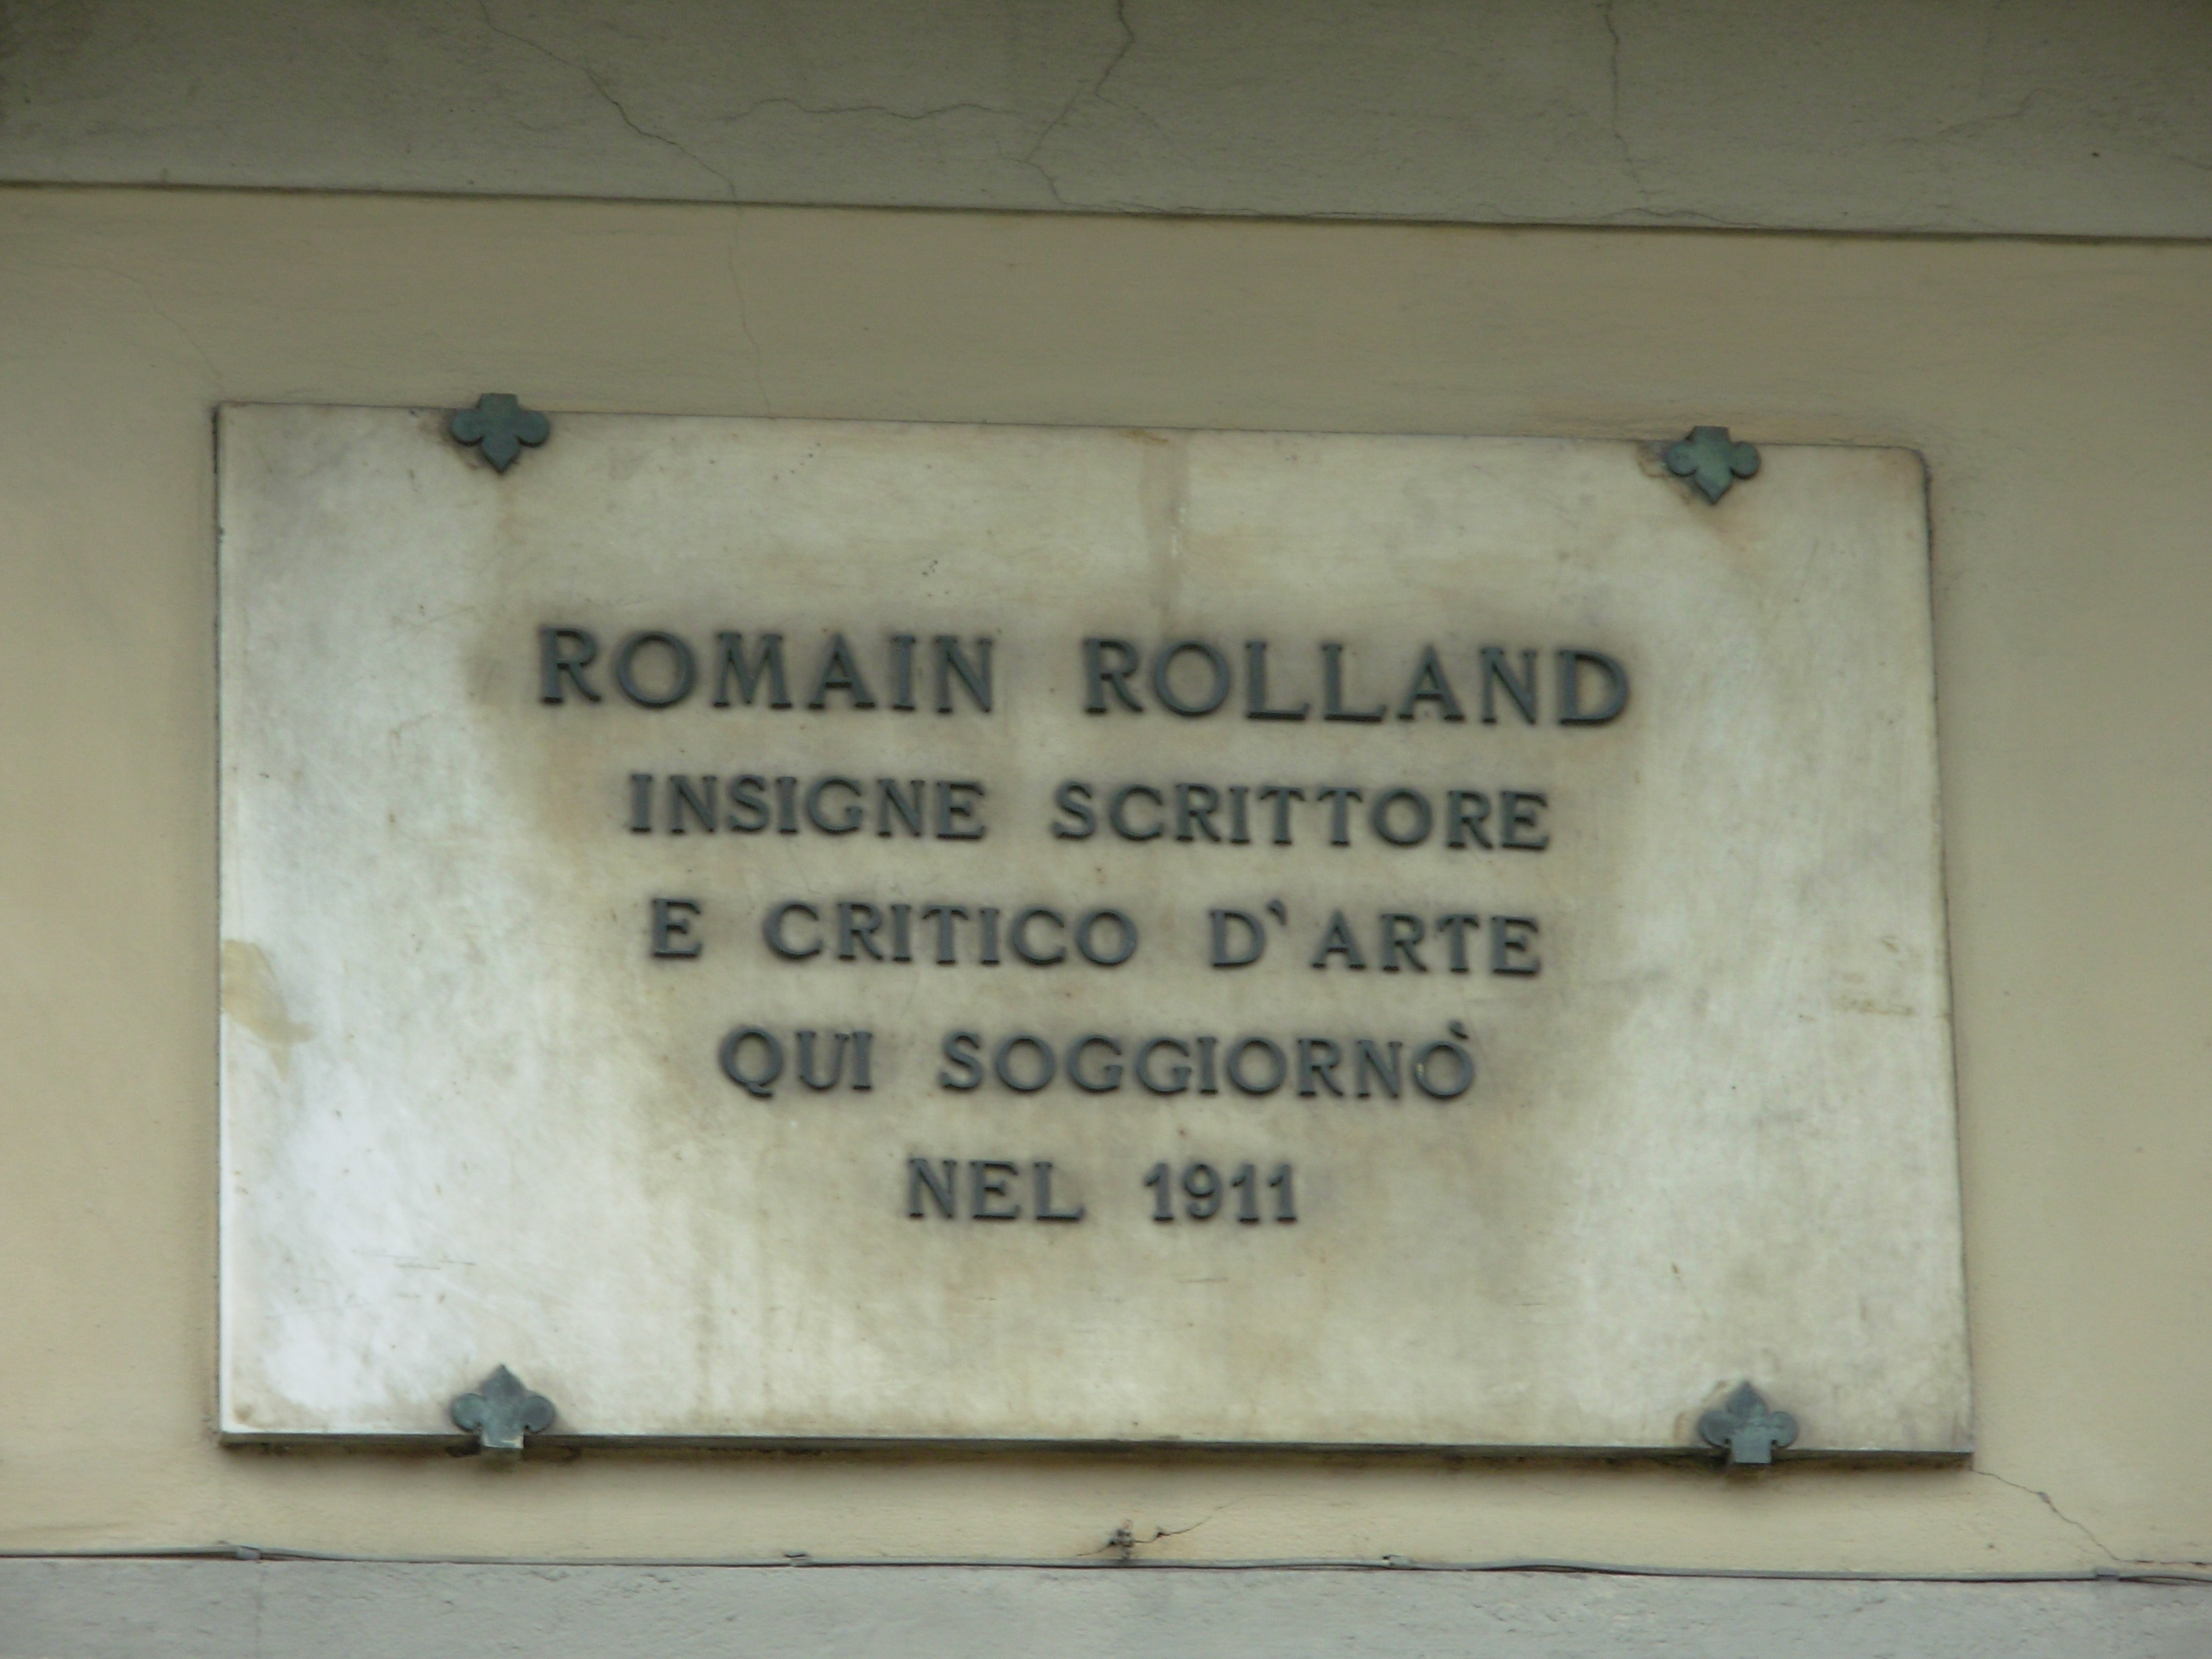 ROMAIN ROLLAND
INSIGNE SCRITTORE
E CRITICO D'ARTE
QUI SOGGIORNÒ
NEL 1911